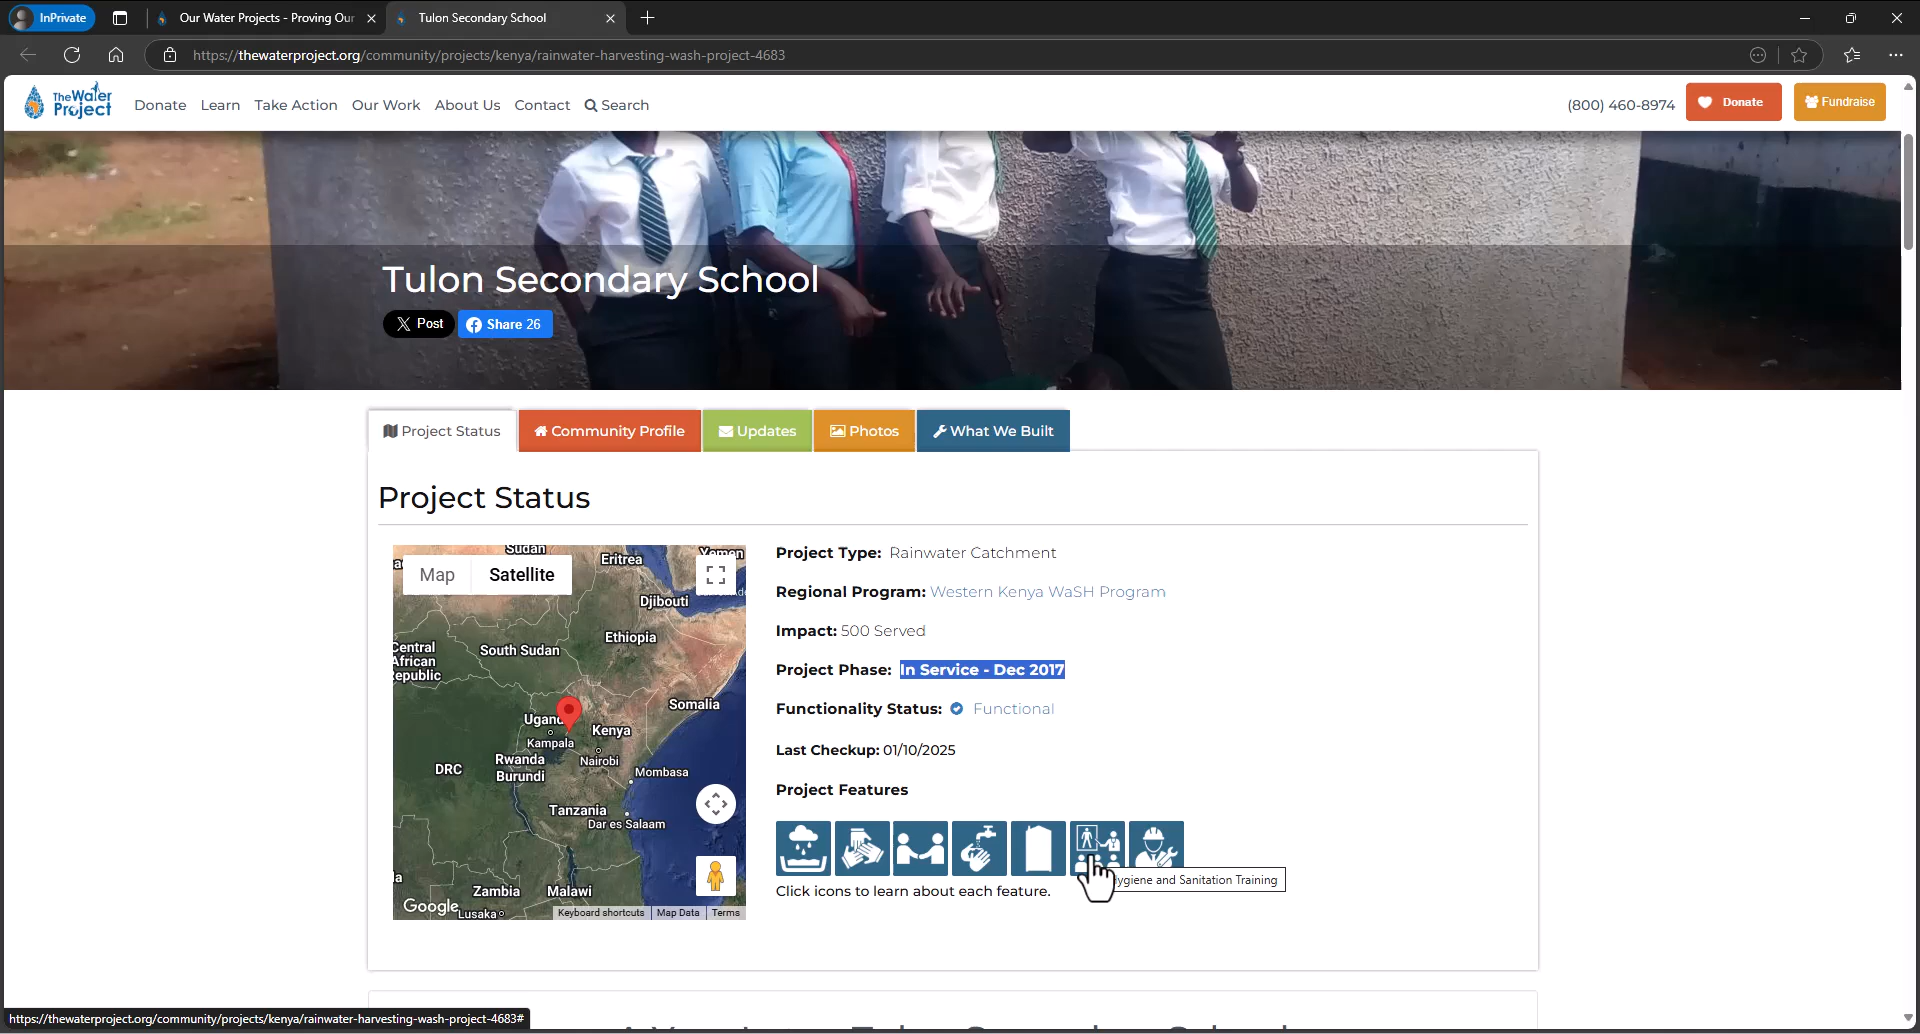 InPrivate
Our Water Projects - Proving Our
Tulon Secondary School
https://thewaterproject.org/community/projects/kenya/rainwater-harvesting-wash-project-4683
The Water Project
Donate Learn Take Action Our Work About Us Contact Search
(800) 460-8974
Donate
Fundraise
Tulon Secondary School
Post
Share 26
Project Status
Community Profile
Updates
Photos
What We Built
Project Status
Map
Satellite
Sudan
Eritrea
Yemen
Djibouti
Ethiopia
South Sudan
Central
African
Republic
Somalia
Uganda
Kenya
Kampala
Nairobi
Rwanda
Burundi
DRC
Mombasa
Tanzania
Dar es Salaam
Zambia
Malawi
Google
Lusaka
Keyboard shortcuts
Map Data
Terms
Project Type: Rainwater Catchment
Regional Program: Western Kenya WaSH Program
Impact: 500 Served
Project Phase: In Service - Dec 2017
Functionality Status: Functional
Last Checkup: 01/10/2025
Project Features
Hygiene and Sanitation Training
Click icons to learn about each feature.
https://thewaterproject.org/community/projects/kenya/rainwater-harvesting-wash-project-4683#